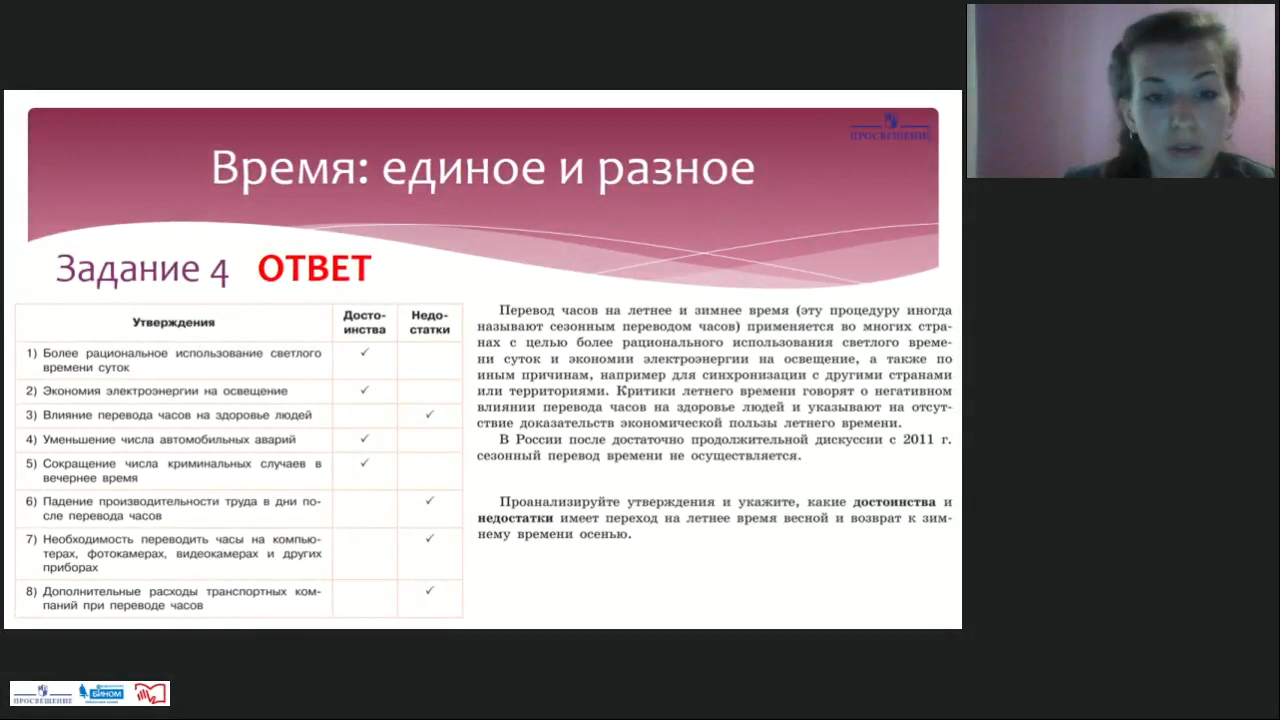 ПРОСВЕЩЕНИЕ
Время: единое и разное
Задание 4 ОТВЕТ
Утверждения
Досто-
инства
Недо-
статки
1) Более рациональное использование светлого
времени суток ✓
2) Экономия электроэнергии на освещение ✓
3) Влияние перевода часов на здоровье людей ✓
4) Уменьшение числа автомобильных аварий ✓
5) Сокращение числа криминальных случаев в ✓
вечернее время
6) Падение производительности труда в дни по- ✓
сле перевода часов
7) Необходимость переводить часы на компью- ✓
терах, фотокамерах, видеокамерах и других
приборах
8) Дополнительные расходы транспортных ком- ✓
паний при переводе часов
Перевод часов на летнее и зимнее время (эту процедуру иногда
называют сезонным переводом часов) применяется во многих стра-
нах с целью более рационального использования светлого време-
ни суток и экономии электроэнергии на освещение, а также по
иным причинам, например для синхронизации с другими странами
или территориями. Критики летнего времени говорят о негативном
влиянии перевода часов на здоровье людей и указывают на отсут-
ствие доказательств экономической пользы летнего времени.
В России после достаточно продолжительной дискуссии с 2011 г.
сезонный перевод времени не осуществляется.
Проанализируйте утверждения и укажите, какие достоинства и
недостатки имеет переход на летнее время весной и возврат к зим-
нему времени осенью.
ПРОСВЕЩЕНИЕ
БИНОМ